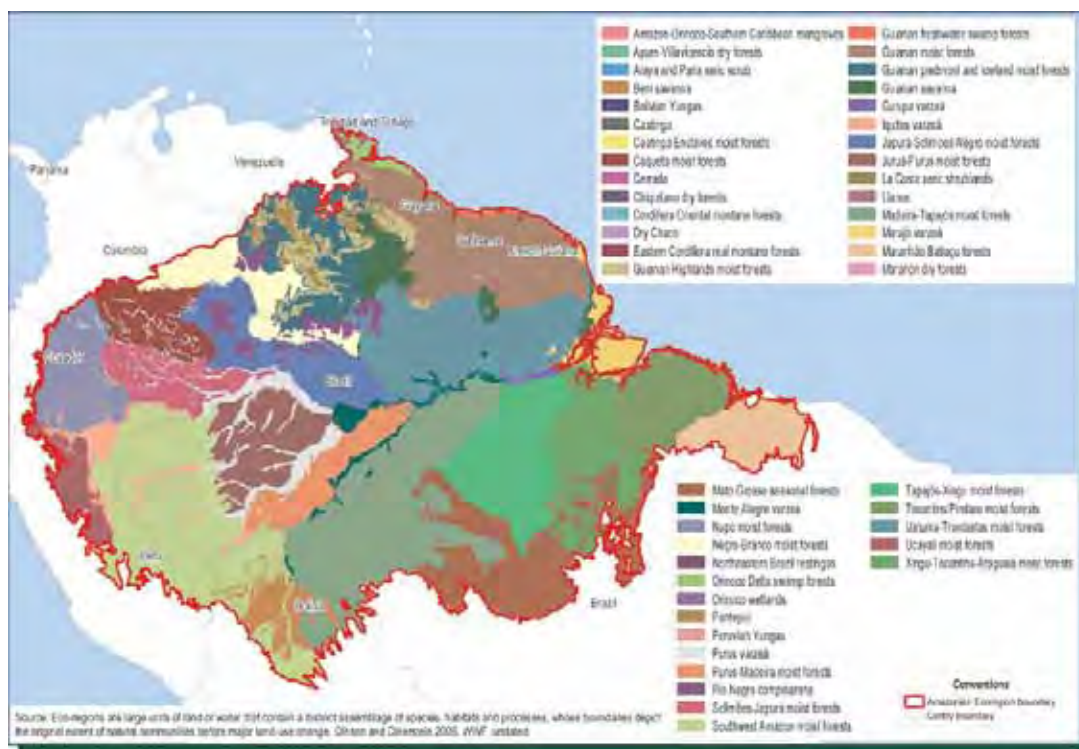 Amazon-Orinoco-Southern Caribbean mangroves
Apure-Villavicencio dry forests
Araya and Paria xeric scrub
Beni savanna
Bolivian Yungas
Caatinga
Caatinga Enclaves moist forests
Caqueta moist forests
Cerrado
Chiquitano dry forests
Cordillera Oriental montane forests
Dry Chaco
Eastern Cordillera real montane forests
Guianan Highlands moist forests
Guianan freshwater swamp forests
Guianan moist forests
Guianan piedmont and lowland moist forests
Guianan savanna
Gurupa varzeá
Iquitos varzeá
Japurá-Solimoes-Negro moist forests
Juruá-Purus moist forests
La Costa xeric shrublands
Llanos
Madeira-Tapajós moist forests
Marajó varzeá
Maranhão Babaçu forests
Marañón dry forests
Trinidad and Tobago
Panama
Venezuela
Guyana
Suriname
Colombia
Brazil
Peru
Brazil
Mato Grosso seasonal forests
Monte Alegre varzea
Napo moist forests
Negro-Branco moist forests
Northeastern Brazil restingas
Orinoco Delta swamp forests
Orinoco wetlands
Pantepui
Peruvian Yungas
Purus varzeá
Purus-Madeira moist forests
Rio Negro campinarana
Solimões-Japurá moist forests
Southwest Amazon moist forests
Tapajós-Xingu moist forests
Tocantins/Pindare moist forests
Uatuma-Trombetas moist forests
Ucayali moist forests
Xingu-Tocantins-Araguaia moist forests
Conventions
Amazonian Ecoregion boundary
Country boundary
Source: Eco-regions are large units of land or water that contain a distinct assemblage of species, habitats and processes, whose boundaries depict
the original extent of natural communities before major land-use change. Olson and Dinerstein 2005, WWF updated.